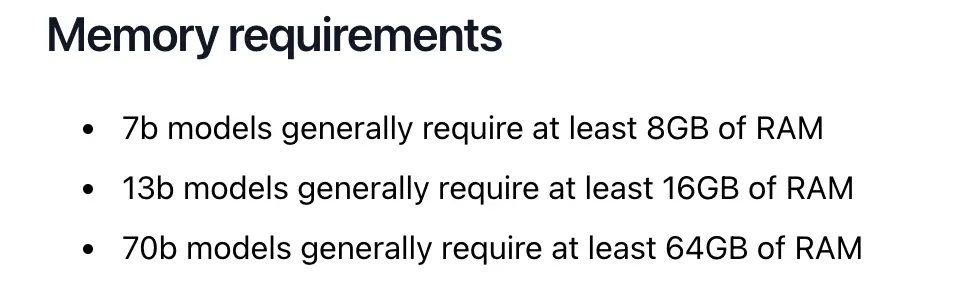 Memory requirements
• 7b models generally require at least 8GB of RAM
• 13b models generally require at least 16GB of RAM
• 70b models generally require at least 64GB of RAM